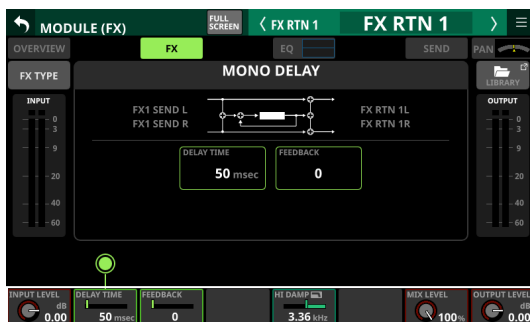 MODULE (FX)
FULL SCREEN
FX RTN 1
FX RTN 1
OVERVIEW
FX
EQ
SEND
PAN
FX TYPE
MONO DELAY
LIBRARY
INPUT
0
3
9
20
40
60
FX1 SEND L
FX1 SEND R
FX RTN 1L
FX RTN 1R
OUTPUT
0
3
9
20
40
60
DELAY TIME
50 msec
FEEDBACK
0
INPUT LEVEL
dB
0.00
DELAY TIME
50 msec
FEEDBACK
0
HI DAMP
3.36 kHz
MIX LEVEL
100%
OUTPUT LEVEL
dB
0.00